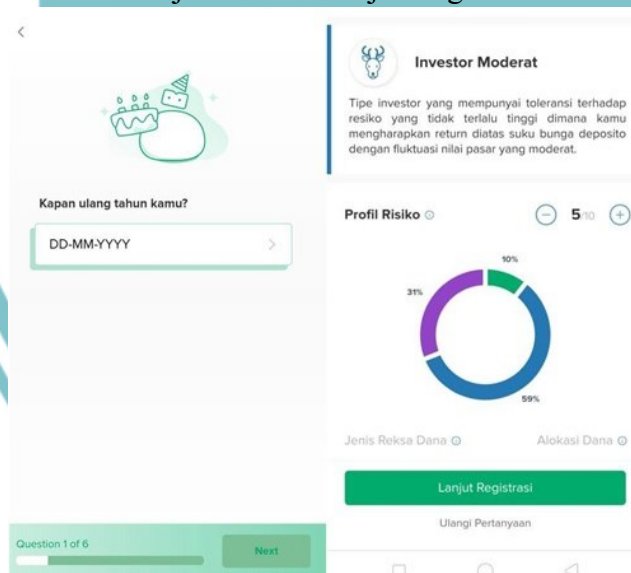 Kapan ulang tahun kamu?
DD-MM-YYYY
Question 1 of 6
Next
Investor Moderat
Tipe investor yang mempunyai toleransi terhadap
resiko yang tidak terlalu tinggi dimana kamu
mengharapkan return diatas suku bunga deposito
dengan fluktuasi nilai pasar yang moderat.
Profil Risiko
5/10
10%
31%
59%
Jenis Reksa Dana
Alokasi Dana
Lanjut Registrasi
Ulangi Pertanyaan